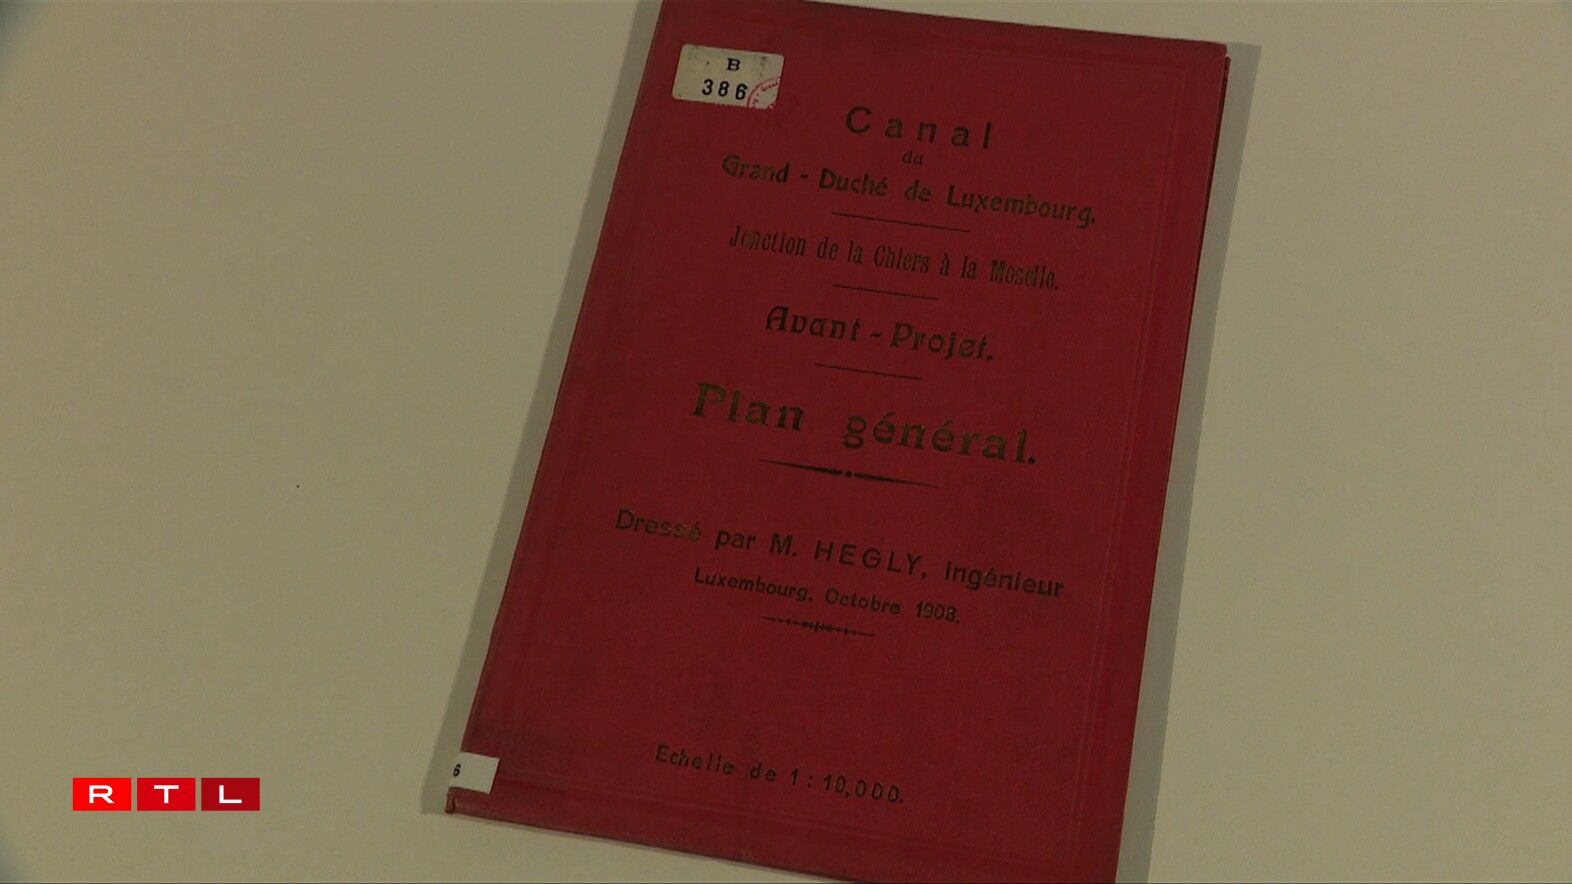 B
386
Canal
du
Grand - Duché de Luxembourg.
Jonction de la Chiers à la Moselle.
Avant - Projet.
Plan général.
Dressé par M. HEGLY, ingénieur
Luxembourg. Octobre 1908.
Echelle de 1 : 10,000.
6
RTL